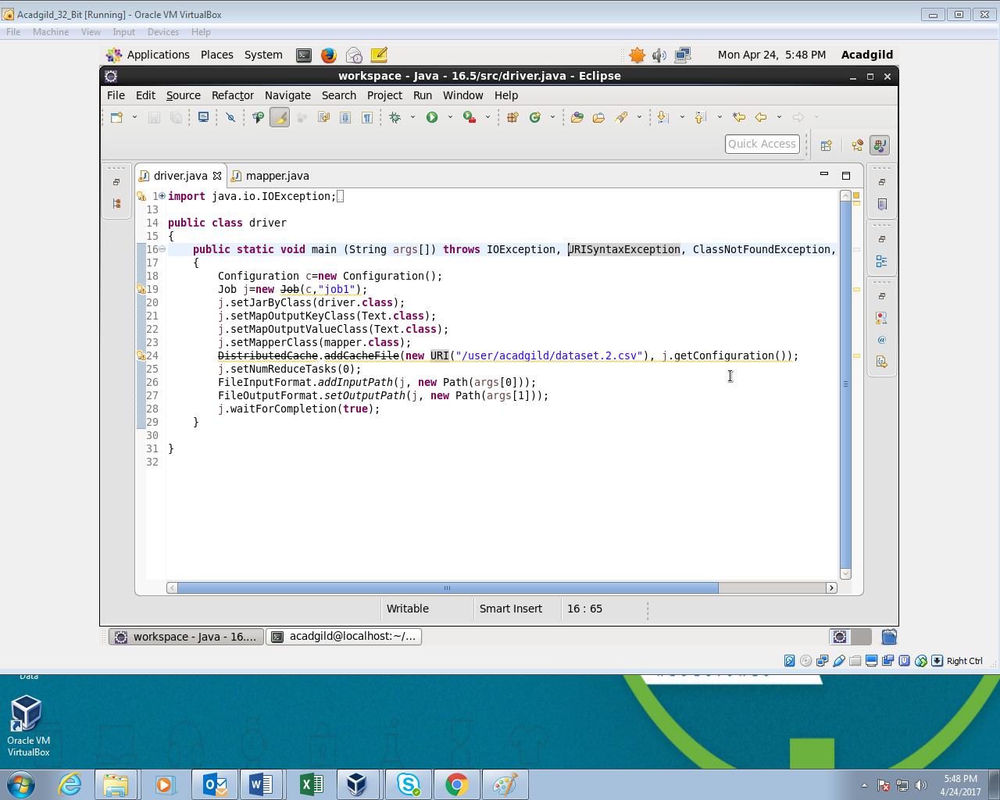 Acadgild_32_Bit [Running] - Oracle VM VirtualBox
File Machine View Input Devices Help
Applications Places System Mon Apr 24, 5:48 PM Acadgild
workspace - Java - 16.5/src/driver.java - Eclipse
File Edit Source Refactor Navigate Search Project Run Window Help
Quick Access
driver.java mapper.java
1 import java.io.IOException;
13
14 public class driver
15 {
16 public static void main (String args[]) throws IOException, URISyntaxException, ClassNotFoundException,
17 {
18 Configuration c=new Configuration();
19 Job j=new Job(c,"job1");
20 j.setJarByClass(driver.class);
21 j.setMapOutputKeyClass(Text.class);
22 j.setMapOutputValueClass(Text.class);
23 j.setMapperClass(mapper.class);
24 DistributedCache.addCacheFile(new URI("/user/acadgild/dataset.2.csv"), j.getConfiguration());
25 j.setNumReduceTasks(0);
26 FileInputFormat.addInputPath(j, new Path(args[0]));
27 FileOutputFormat.setOutputPath(j, new Path(args[1]));
28 j.waitForCompletion(true);
29 }
30
31 }
32
Writable Smart Insert 16 : 65
workspace - Java - 16.... acadgild@localhost:~/...
Right Ctrl
Data
Oracle VM
VirtualBox
5:48 PM
4/24/2017